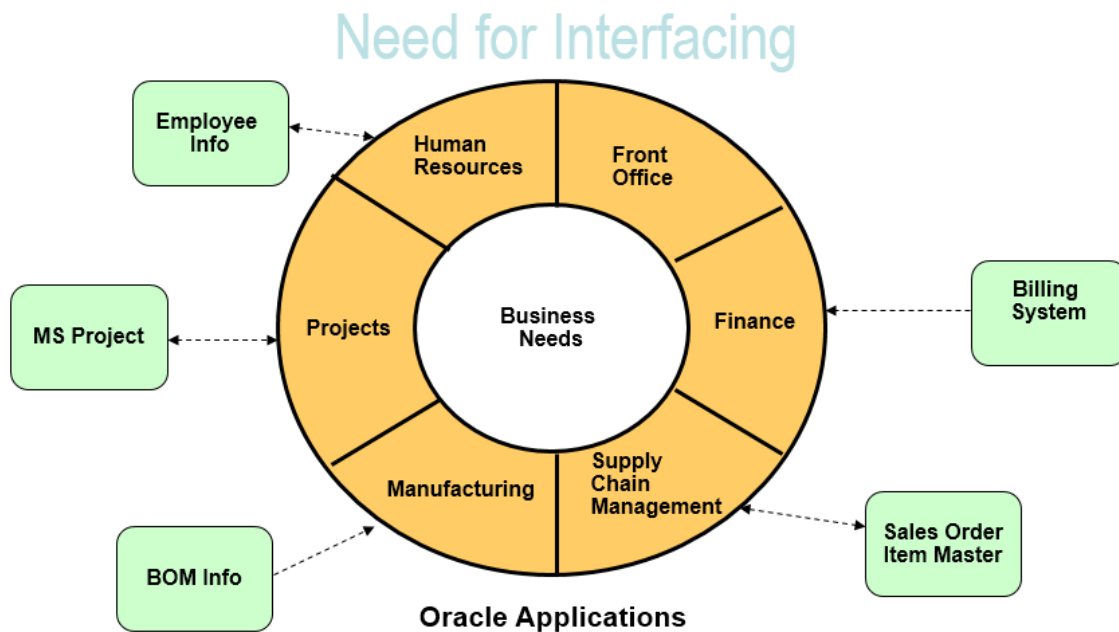 Need for Interfacing
Employee
Info
Human
Resources
Front
Office
MS Project
Projects
Business
Needs
Finance
Billing
System
BOM Info
Manufacturing
Supply
Chain
Management
Sales Order
Item Master
Oracle Applications